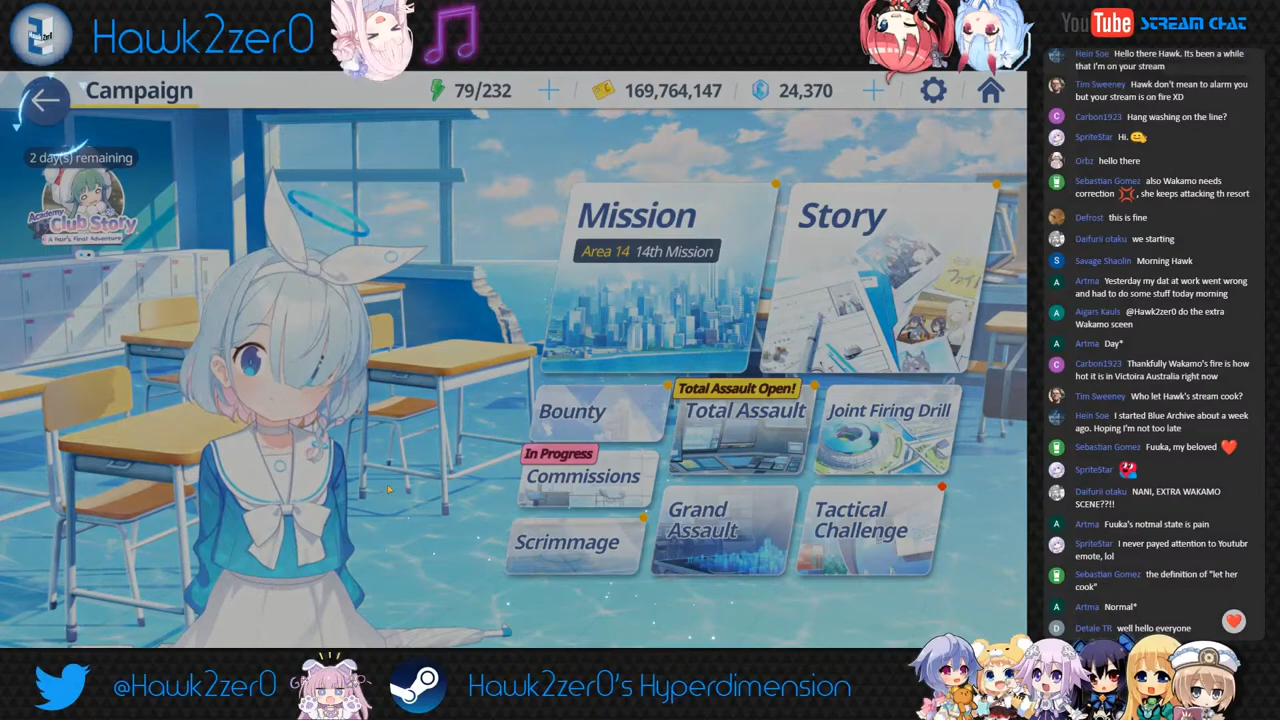 Hawk2zer0
YouTube STREAM CHAT
Campaign
79/232
169,764,147
24,370
2 day(s) remaining
Academy
Club Story
Mission
Area 14 14th Mission
Story
Bounty
Total Assault Open!
Total Assault
Joint Firing Drill
In Progress
Commissions
Grand
Assault
Tactical
Challenge
Scrimmage
Hein Soe Hello there Hawk. Its been a while
that I'm on your stream
Tim Sweeney Hawk don't mean to alarm you
but your stream is on fire XD
C Carbon1923 Hang washing on the line?
SpriteStar Hi.
Orbz hello there
Sebastian Gomez also Wakamo needs
correction , she keeps attacking th resort
Defrost this is fine
Daifurii otaku we starting
S Savage Shaolin Morning Hawk
A Artma Yesterday my dat at work went wrong
and had to do some stuff today morning
A Aigars Kauls @Hawk2zer0 do the extra
Wakamo sceen
A Artma Day*
C Carbon1923 Thankfully Wakamo's fire is how
hot it is in Victoira Australia right now
Tim Sweeney Who let Hawk's stream cook?
Hein Soe I started Blue Archive about a week
ago. Hoping I'm not too late
Sebastian Gomez Fuuka, my beloved
SpriteStar
Daifurii otaku NANI, EXTRA WAKAMO
SCENE??!!
A Artma Fuuka's notmal state is pain
SpriteStar I never payed attention to Youtubr
emote, lol
Sebastian Gomez the definition of "let her
cook"
A Artma Normal*
D Detale TR well hello everyone
@Hawk2zer0
Hawk2zer0's Hyperdimension